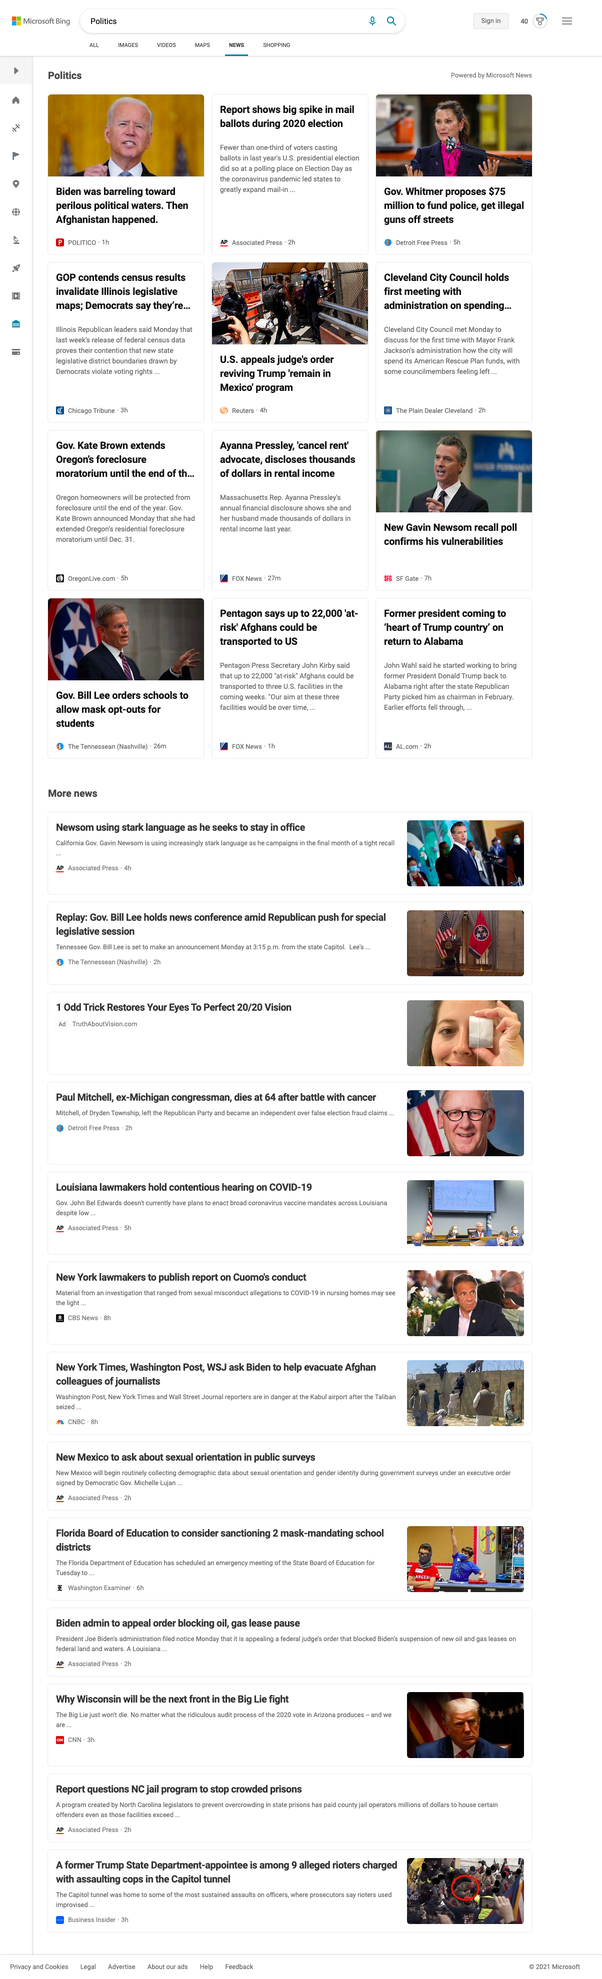 Microsoft Bing
Politics
Sign in
40
ALL IMAGES VIDEOS MAPS NEWS SHOPPING
Politics
Powered by Microsoft News
Biden was barreling toward
perilous political waters. Then
Afghanistan happened.
POLITICO · 1h
Report shows big spike in mail
ballots during 2020 election
Fewer than one-third of voters casting
ballots in last year's U.S. presidential election
did so at a polling place on Election Day as
the coronavirus pandemic led states to
greatly expand mail-in ...
AP Associated Press · 2h
Gov. Whitmer proposes $75
million to fund police, get illegal
guns off streets
Detroit Free Press · 5h
GOP contends census results
invalidate Illinois legislative
maps; Democrats say they're...
Illinois Republican leaders said Monday that
last week's release of federal census data
proves their contention that new state
legislative district boundaries drawn by
Democrats violate voting rights ...
Chicago Tribune · 3h
U.S. appeals judge's order
reviving Trump 'remain in
Mexico' program
Reuters · 4h
Cleveland City Council holds
first meeting with
administration on spending...
Cleveland City Council met Monday to
discuss for the first time with Mayor Frank
Jackson's administration how the city will
spend its American Rescue Plan funds, with
some councilmembers feeling left ...
The Plain Dealer Cleveland · 2h
Gov. Kate Brown extends
Oregon's foreclosure
moratorium until the end of th...
Oregon homeowners will be protected from
foreclosure until the end of the year. Gov.
Kate Brown announced Monday that she had
extended Oregon's residential foreclosure
moratorium until Dec. 31.
OregonLive.com · 5h
Ayanna Pressley, 'cancel rent'
advocate, discloses thousands
of dollars in rental income
Massachusetts Rep. Ayanna Pressley's
annual financial disclosure shows she and
her husband made thousands of dollars in
rental income last year.
FOX News · 27m
New Gavin Newsom recall poll
confirms his vulnerabilities
SF Gate · 7h
Gov. Bill Lee orders schools to
allow mask opt-outs for
students
The Tennessean (Nashville) · 26m
Pentagon says up to 22,000 'at-
risk' Afghans could be
transported to US
Pentagon Press Secretary John Kirby said
that up to 22,000 "at-risk" Afghans could be
transported to three U.S. facilities in the
coming weeks. "Our aim at these three
facilities would be over time, ...
FOX News · 1h
Former president coming to
'heart of Trump country' on
return to Alabama
John Wahl said he started working to bring
former President Donald Trump back to
Alabama right after the state Republican
Party picked him as chairman in February.
Earlier efforts fell through, ...
AL.com · 2h
More news
Newsom using stark language as he seeks to stay in office
California Gov. Gavin Newsom is using increasingly stark language as he campaigns in the final month of a tight recall
...
AP Associated Press · 4h
Replay: Gov. Bill Lee holds news conference amid Republican push for special
legislative session
Tennessee Gov. Bill Lee is set to make an announcement Monday at 3:15 p.m. from the state Capitol. Lee's ...
The Tennessean (Nashville) · 2h
1 Odd Trick Restores Your Eyes To Perfect 20/20 Vision
Ad TruthAboutVision.com
Paul Mitchell, ex-Michigan congressman, dies at 64 after battle with cancer
Mitchell, of Dryden Township, left the Republican Party and became an independent over false election fraud claims ...
Detroit Free Press · 2h
Louisiana lawmakers hold contentious hearing on COVID-19
Gov. John Bel Edwards doesn't currently have plans to enact broad coronavirus vaccine mandates across Louisiana
despite low ...
AP Associated Press · 5h
New York lawmakers to publish report on Cuomo's conduct
Material from an investigation that ranged from sexual misconduct allegations to COVID-19 in nursing homes may see
the light ...
CBS News · 8h
New York Times, Washington Post, WSJ ask Biden to help evacuate Afghan
colleagues of journalists
Washington Post, New York Times and Wall Street Journal reporters are in danger at the Kabul airport after the Taliban
seized ...
CNBC · 8h
New Mexico to ask about sexual orientation in public surveys
New Mexico will begin routinely collecting demographic data about sexual orientation and gender identity during government surveys under an executive order
signed by Democratic Gov. Michelle Lujan ...
AP Associated Press · 2h
Florida Board of Education to consider sanctioning 2 mask-mandating school
districts
The Florida Department of Education has scheduled an emergency meeting of the State Board of Education for
Tuesday to ...
Washington Examiner · 6h
Biden admin to appeal order blocking oil, gas lease pause
President Joe Biden's administration filed notice Monday that it is appealing a federal judge's order that blocked Biden's suspension of new oil and gas leases on
federal land and waters. A Louisiana ...
AP Associated Press · 2h
Why Wisconsin will be the next front in the Big Lie fight
The Big Lie just won't die. No matter what the ridiculous audit process of the 2020 vote in Arizona produces – and we
are ...
CNN · 3h
Report questions NC jail program to stop crowded prisons
A program created by North Carolina legislators to prevent overcrowding in state prisons has paid county jail operators millions of dollars to house certain
offenders even as those facilities exceed ...
AP Associated Press · 2h
A former Trump State Department-appointee is among 9 alleged rioters charged
with assaulting cops in the Capitol tunnel
The Capitol tunnel was home to some of the most sustained assaults on officers, where prosecutors say rioters used
improvised ...
Business Insider · 3h
Privacy and Cookies Legal Advertise About our ads Help Feedback
© 2021 Microsoft